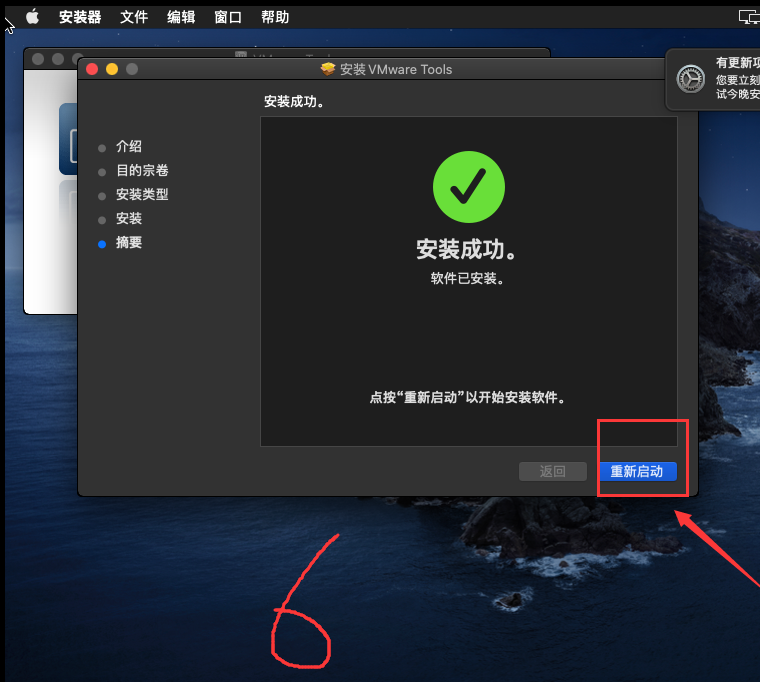 安装器 文件 编辑 窗口 帮助
安装 VMware Tools
有更新项
您要立刻
试今晚安
安装成功。
介绍
目的宗卷
安装类型
安装
摘要
安装成功。
软件已安装。
点按“重新启动”以开始安装软件。
返回
重新启动
6